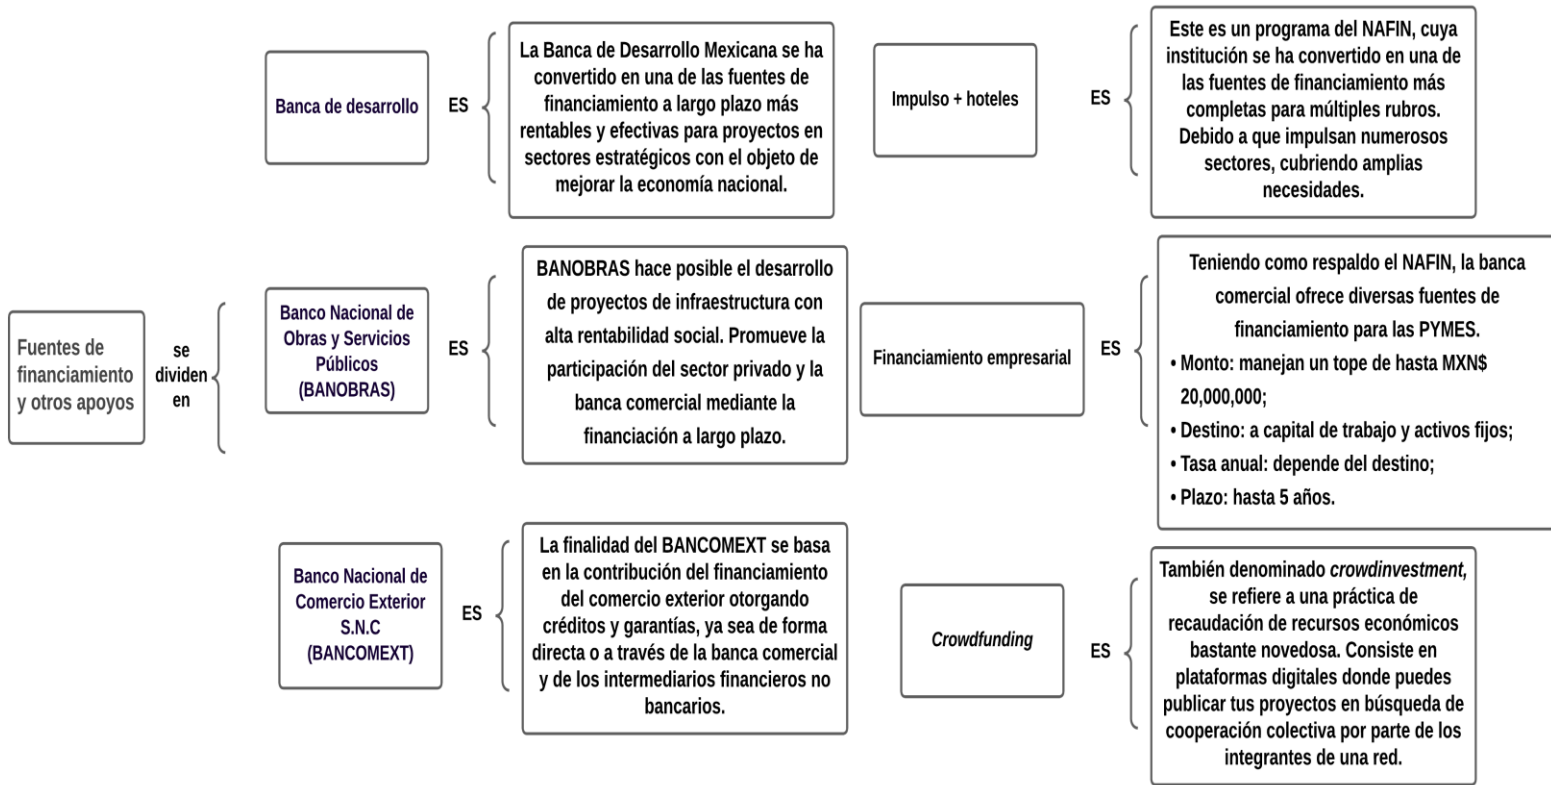 Fuentes de
financiamiento
y otros apoyos
se
dividen
en
Banca de desarrollo
ES
La Banca de Desarrollo Mexicana se ha
convertido en una de las fuentes de
financiamiento a largo plazo más
rentables y efectivas para proyectos en
sectores estratégicos con el objeto de
mejorar la economía nacional.
Banco Nacional de
Obras y Servicios
Públicos
(BANOBRAS)
ES
BANOBRAS hace posible el desarrollo
de proyectos de infraestructura con
alta rentabilidad social. Promueve la
participación del sector privado y la
banca comercial mediante la
financiación a largo plazo.
Banco Nacional de
Comercio Exterior
S.N.C
(BANCOMEXT)
ES
La finalidad del BANCOMEXT se basa
en la contribución del financiamiento
del comercio exterior otorgando
créditos y garantías, ya sea de forma
directa o a través de la banca comercial
y de los intermediarios financieros no
bancarios.
Impulso + hoteles
ES
Este es un programa del NAFIN, cuya
institución se ha convertido en una de
las fuentes de financiamiento más
completas para múltiples rubros.
Debido a que impulsan numerosos
sectores, cubriendo amplias
necesidades.
Financiamiento empresarial
ES
Teniendo como respaldo el NAFIN, la banca
comercial ofrece diversas fuentes de
financiamiento para las PYMES.
• Monto: manejan un tope de hasta MXN$
20,000,000;
• Destino: a capital de trabajo y activos fijos;
• Tasa anual: depende del destino;
• Plazo: hasta 5 años.
Crowdfunding
ES
También denominado crowdinvestment,
se refiere a una práctica de
recaudación de recursos económicos
bastante novedosa. Consiste en
plataformas digitales donde puedes
publicar tus proyectos en búsqueda de
cooperación colectiva por parte de los
integrantes de una red.